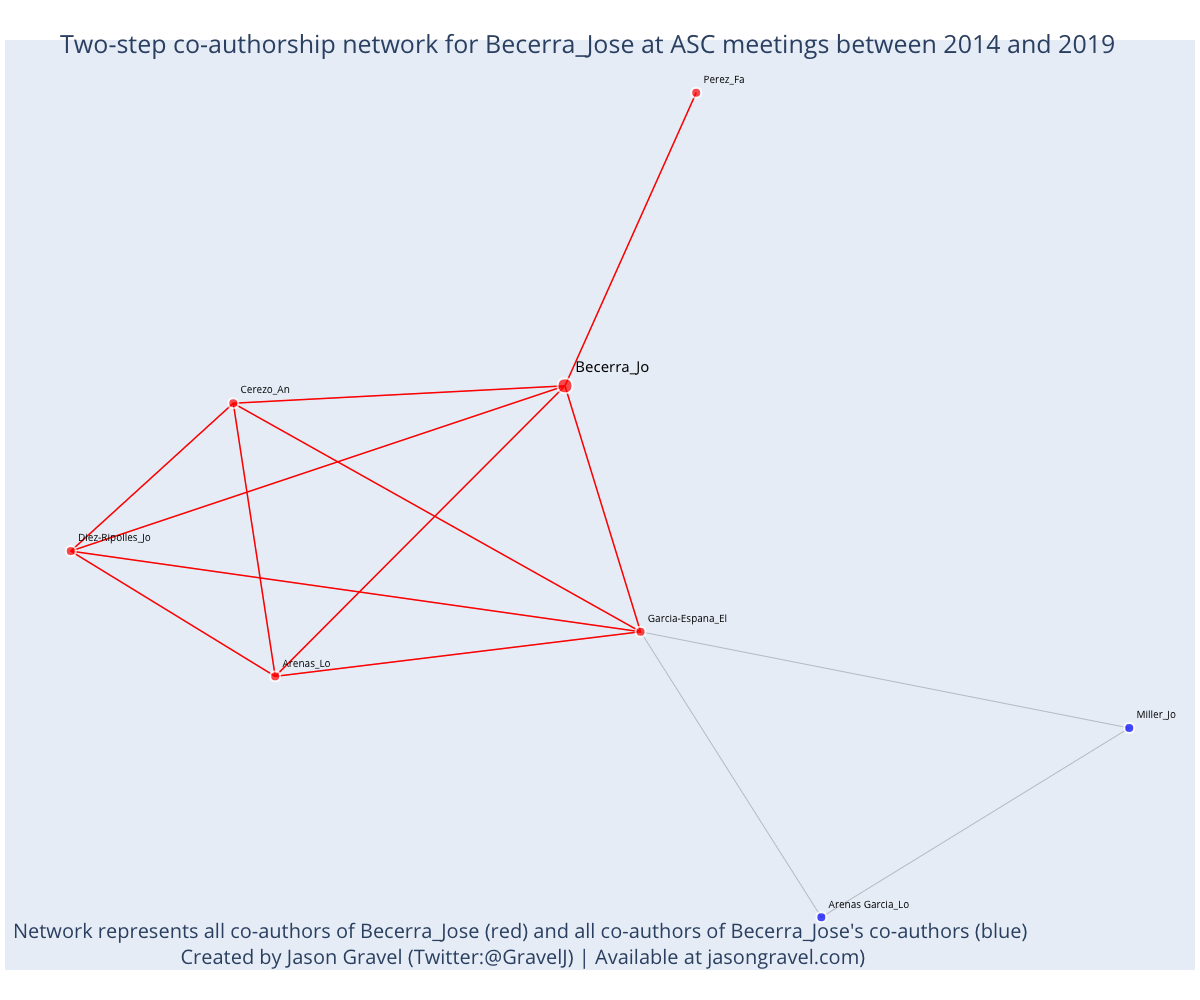 Two-step co-authorship network for Becerra_Jose at ASC meetings between 2014 and 2019
Perez_Fa
Becerra_Jo
Cerezo_An
Diez-Ripolles_Jo
Garcia-Espana_El
Arenas_Lo
Miller_Jo
Arenas Garcia_Lo
Network represents all co-authors of Becerra_Jose (red) and all co-authors of Becerra_Jose's co-authors (blue)
Created by Jason Gravel (Twitter:@GravelJ) | Available at jasongravel.com)